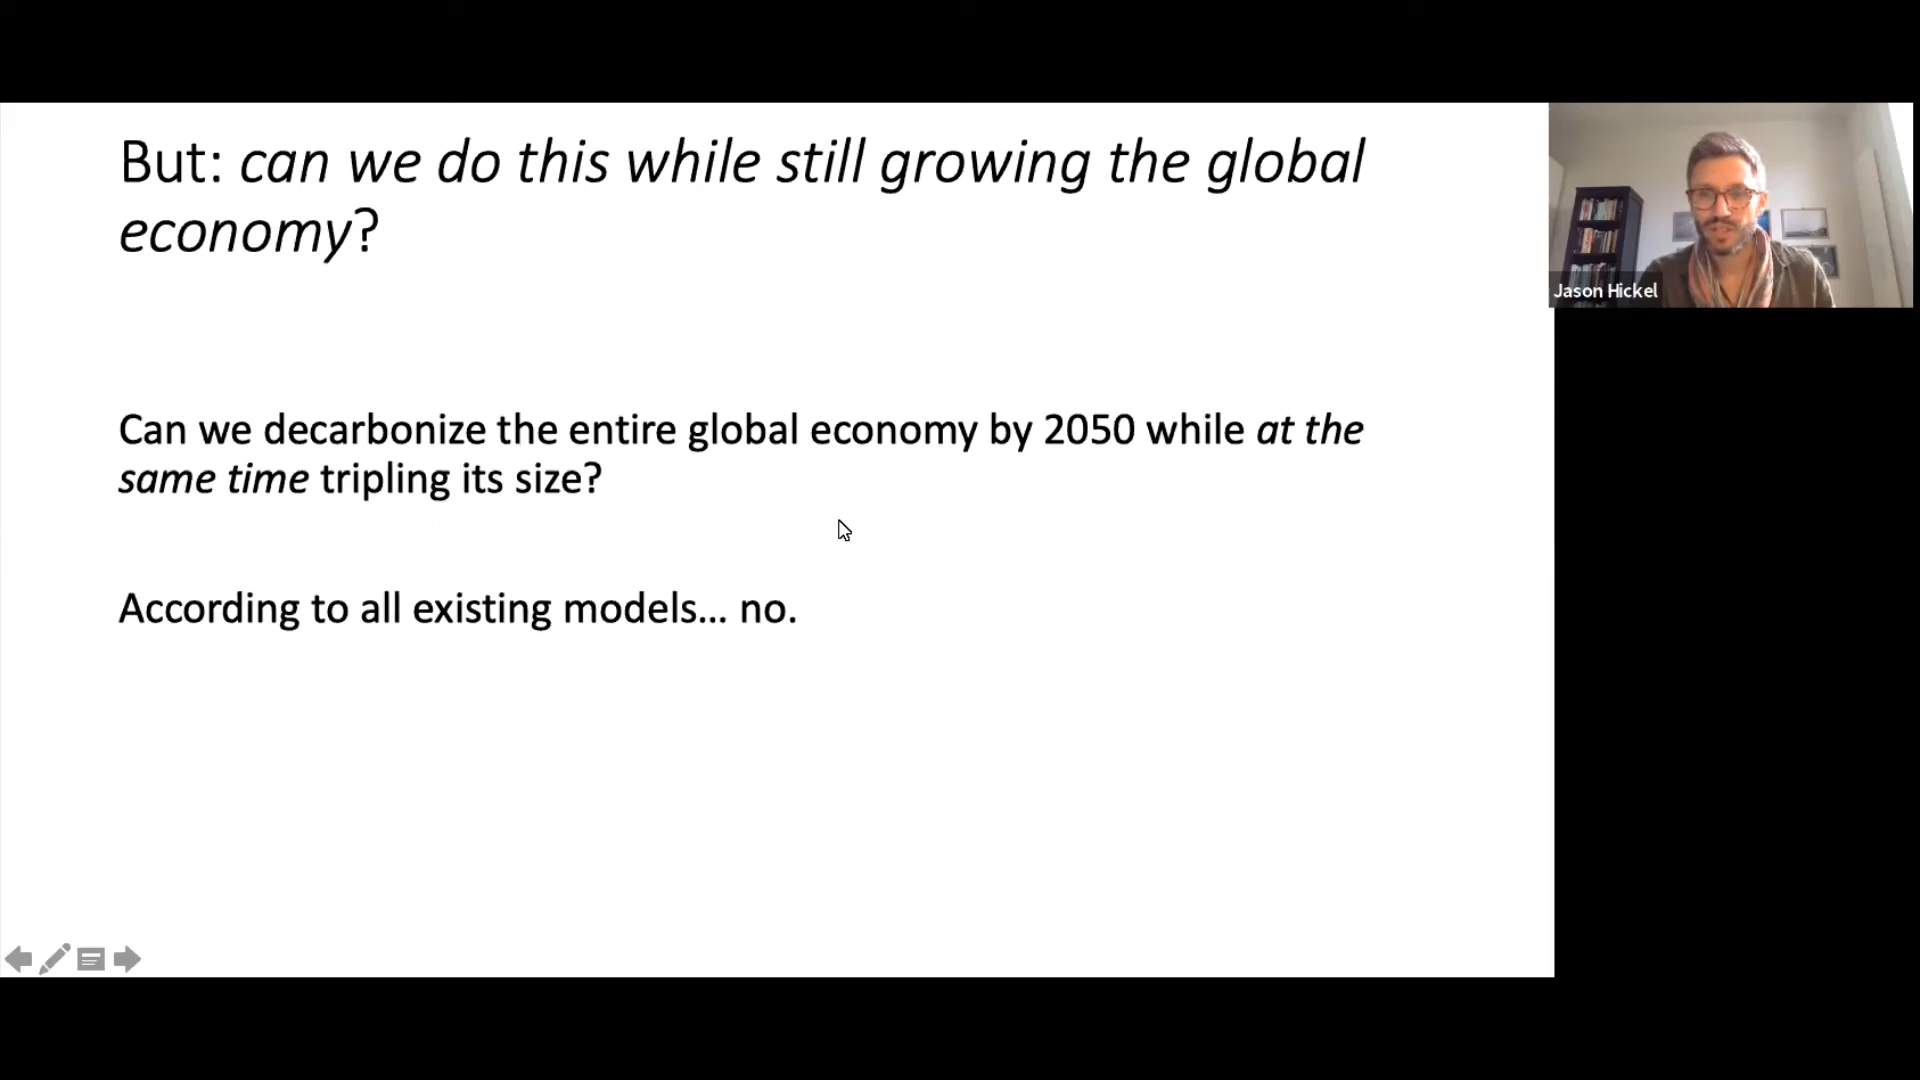 But: can we do this while still growing the global
economy?
Jason Hickel
Can we decarbonize the entire global economy by 2050 while at the
same time tripling its size?
According to all existing models... no.